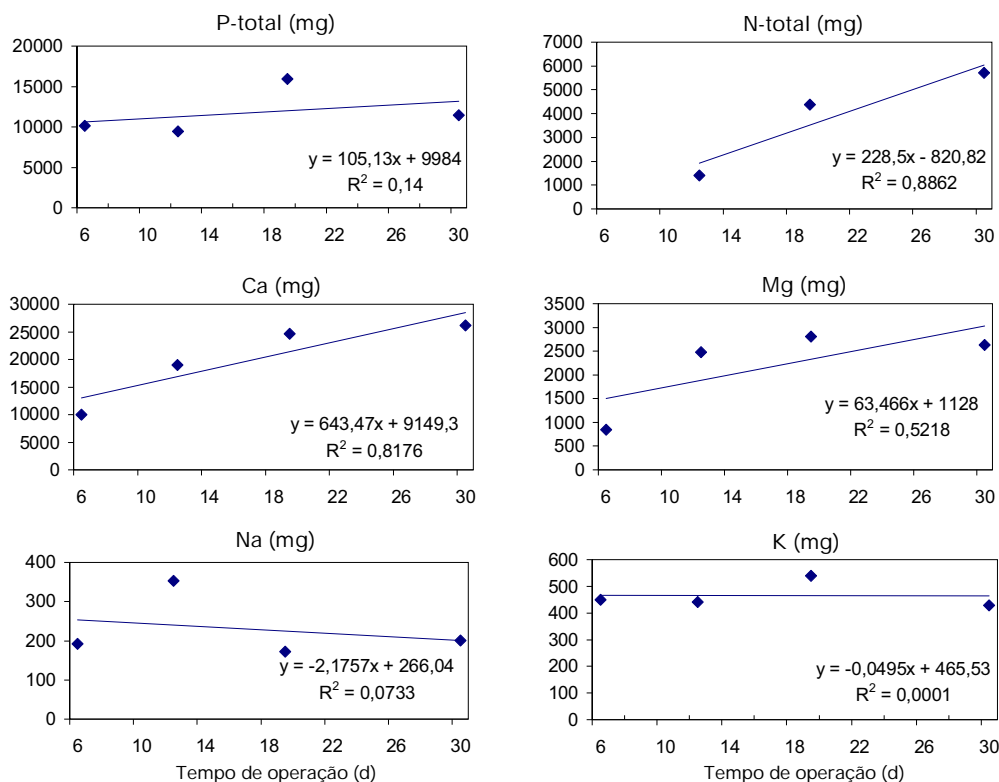 P-total (mg)
20000
15000
10000
5000
0
y = 105,13x + 9984
R² = 0,14
6 10 14 18 22 26 30
N-total (mg)
7000
6000
5000
4000
3000
2000
1000
0
y = 228,5x - 820,82
R² = 0,8862
6 10 14 18 22 26 30
Ca (mg)
30000
25000
20000
15000
10000
5000
0
y = 643,47x + 9149,3
R² = 0,8176
6 10 14 18 22 26 30
Mg (mg)
3500
3000
2500
2000
1500
1000
500
0
y = 63,466x + 1128
R² = 0,5218
6 10 14 18 22 26 30
Na (mg)
400
300
200
100
0
y = -2,1757x + 266,04
R² = 0,0733
6 10 14 18 22 26 30
Tempo de operação (d)
K (mg)
600
500
400
300
200
100
0
y = -0,0495x + 465,53
R² = 0,0001
6 10 14 18 22 26 30
Tempo de operação (d)